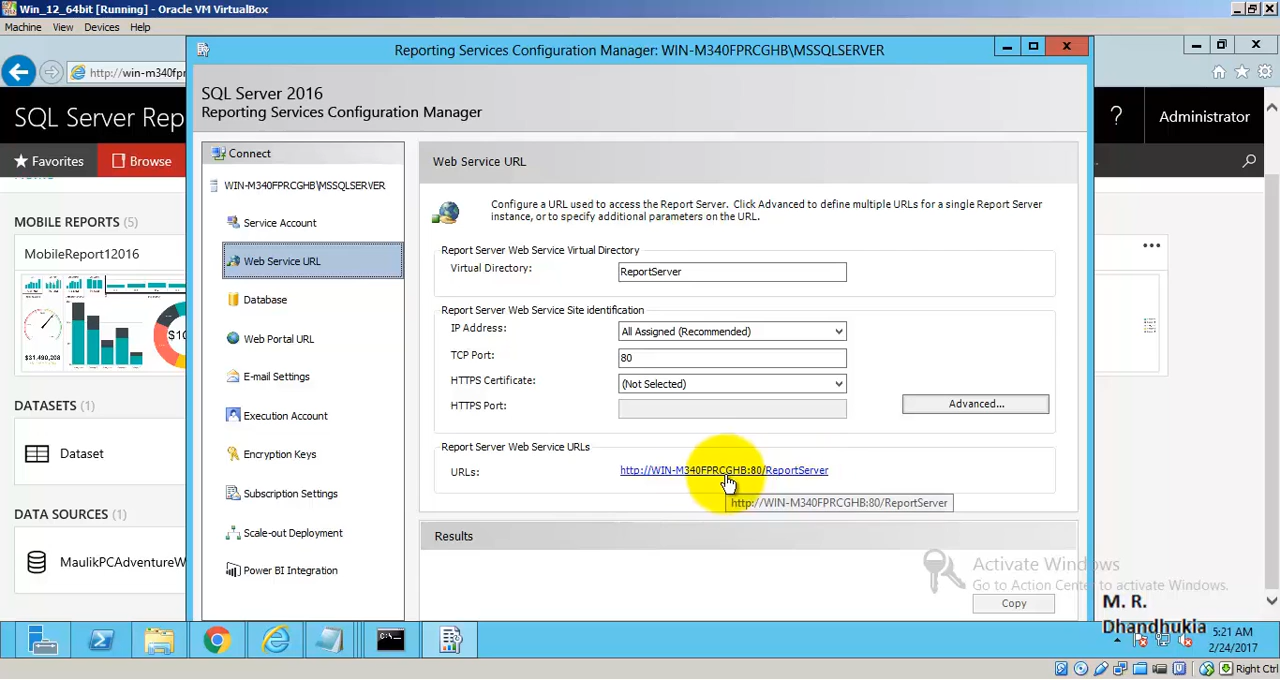 Win_12_64bit [Running] - Oracle VM VirtualBox
Machine View Devices Help
http://win-m340fpr
Reporting Services Configuration Manager: WIN-M340FPRCGHB\MSSQLSERVER
SQL Server Rep
? Administrator
Favorites Browse
MOBILE REPORTS (5)
MobileReport12016
$10
$31,490,038
DATASETS (1)
Dataset
DATA SOURCES (1)
MaulikPCAdventureW
SQL Server 2016
Reporting Services Configuration Manager
Connect
WIN-M340FPRCGHB\MSSQLSERVER
Service Account
Web Service URL
Database
Web Portal URL
E-mail Settings
Execution Account
Encryption Keys
Subscription Settings
Scale-out Deployment
Power BI Integration
Web Service URL
Configure a URL used to access the Report Server. Click Advanced to define multiple URLs for a single Report Server
instance, or to specify additional parameters on the URL.
Report Server Web Service Virtual Directory
Virtual Directory: ReportServer
Report Server Web Service Site identification
IP Address: All Assigned (Recommended)
TCP Port: 80
HTTPS Certificate: (Not Selected)
HTTPS Port:
Advanced...
Report Server Web Service URLs
URLs: http://WIN-M340FPRCGHB:80/ReportServer
http://WIN-M340FPRCGHB:80/ReportServer
Results
Copy
Activate Windows
Go to Action Center to activate Windows.
M. R.
Dhandhukia
5:21 AM
2/24/2017
Right Ctrl